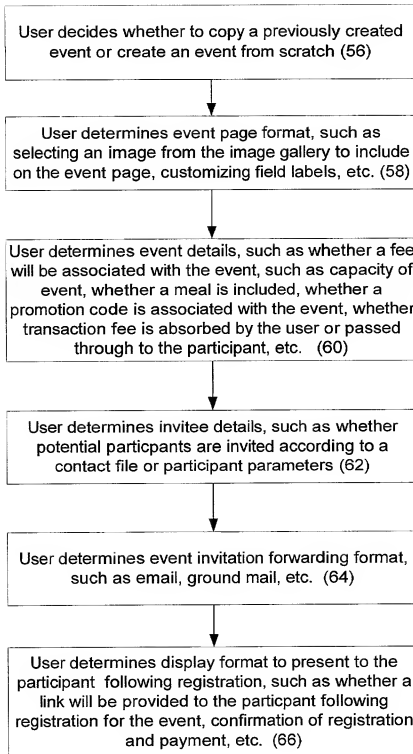 User decides whether to copy a previously created
event or create an event from scratch (56)
User determines event page format, such as
selecting an image from the image gallery to include
on the event page, customizing field labels, etc. (58)
User determines event details, such as whether a fee
will be associated with the event, such as capacity of
event, whether a meal is included, whether a
promotion code is associated with the event, whether
transaction fee is absorbed by the user or passed
through to the participant, etc. (60)
User determines invitee details, such as whether
potential particpants are invited according to a
contact file or participant parameters (62)
User determines event invitation forwarding format,
such as email, ground mail, etc. (64)
User determines display format to present to the
participant following registration, such as whether a
link will be provided to the particpant following
registration for the event, confirmation of registration
and payment, etc. (66)